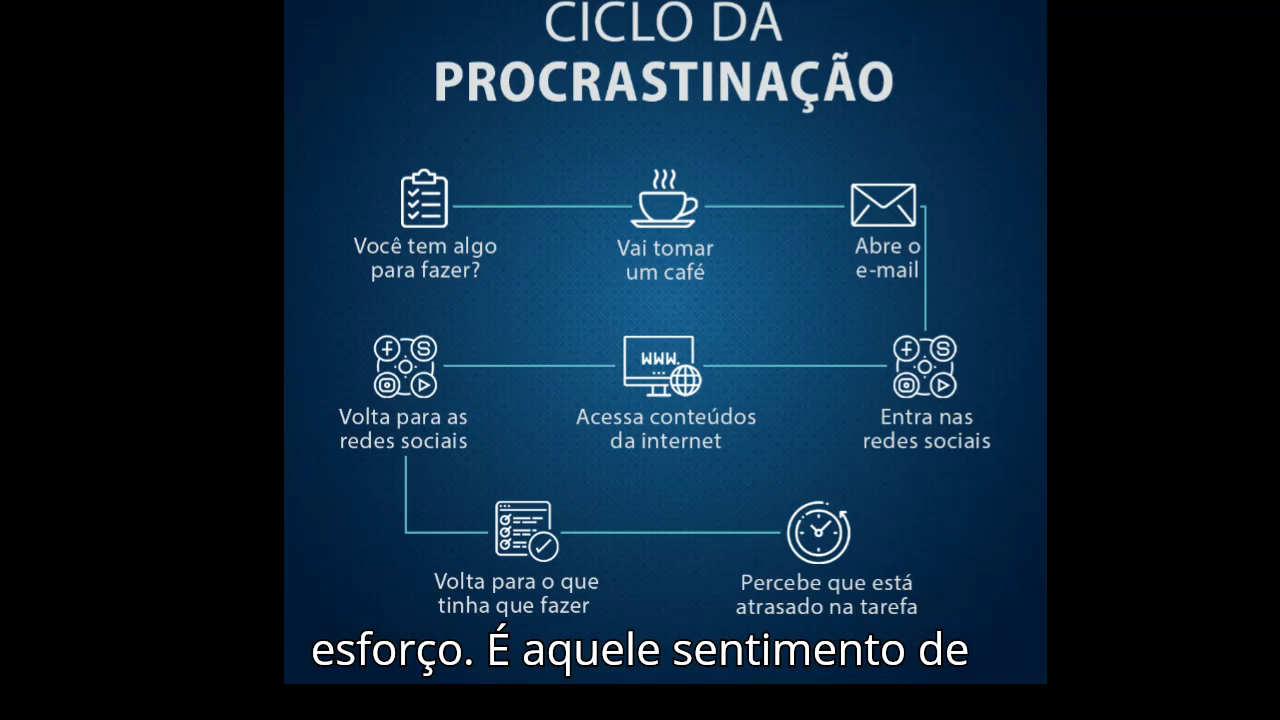 CICLO DA
PROCRASTINAÇÃO
Você tem algo
para fazer?
Vai tomar
um café
Abre o
e-mail
Volta para as
redes sociais
WWW.
Acessa conteúdos
da internet
Entra nas
redes sociais
Volta para o que
tinha que fazer
Percebe que está
atrasado na tarefa
esforço. É aquele sentimento de